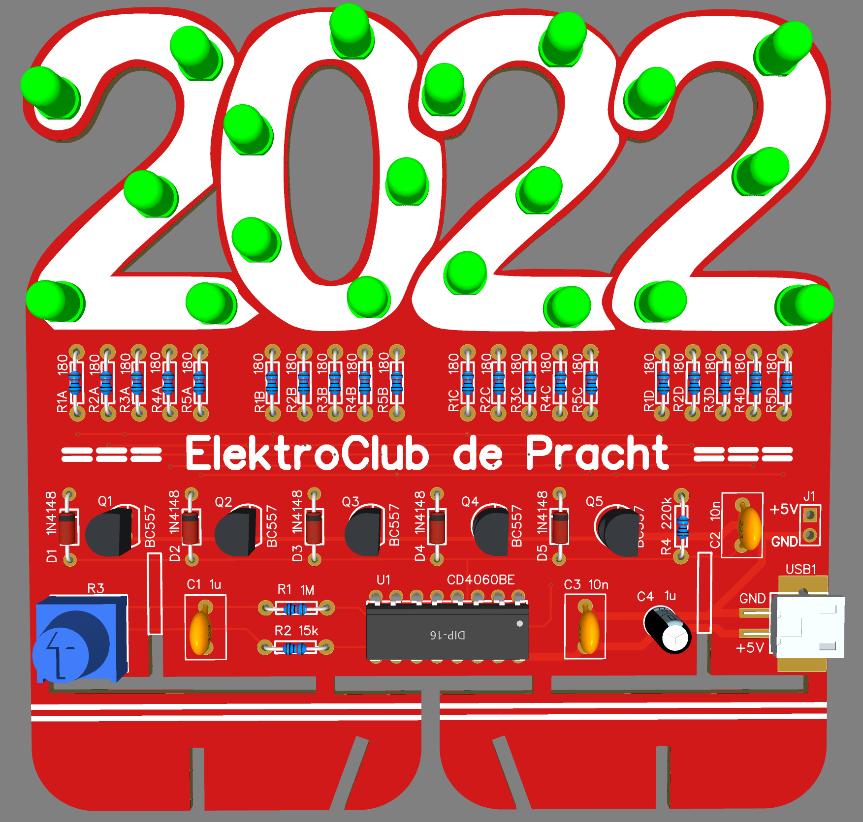 2022
R1A 180 R2A 180 R3A 180 R4A 180 R5A 180 R1B 180 R2B 180 R3B 180 R4B 180 R5B 180 R1C 180 R2C 180 R3C 180 R4C 180 R5C 180 R1D 180 R2D 180 R3D 180 R4D 180 R5D 180
=== ElektroClub de Pracht ===
D1 1N4148 Q1 BC557 D2 1N4148 Q2 BC557 D3 1N4148 Q3 BC557 D4 1N4148 Q4 BC557 D5 1N4148 Q5 BC557 R4 220k C2 10n J1
+5V
GND
R3 C1 1u R1 1M U1 CD4060BE C3 10n C4 1u USB1
GND
R2 15k DIP-16 +5V